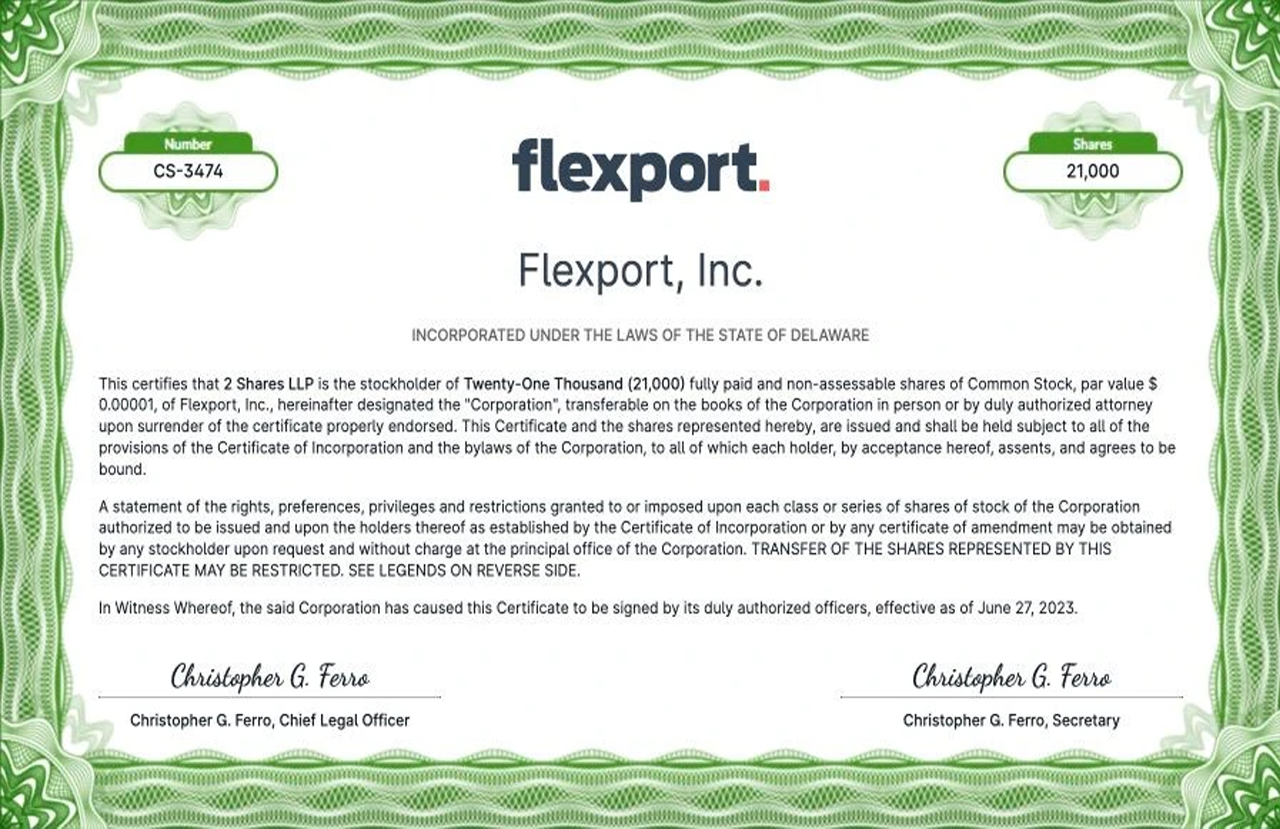 Number
CS-3474
flexport.
Shares
21,000
Flexport, Inc.
INCORPORATED UNDER THE LAWS OF THE STATE OF DELAWARE
This certifies that 2 Shares LLP is the stockholder of Twenty-One Thousand (21,000) fully paid and non-assessable shares of Common Stock, par value $
0.00001, of Flexport, Inc., hereinafter designated the "Corporation", transferable on the books of the Corporation in person or by duly authorized attorney
upon surrender of the certificate properly endorsed. This Certificate and the shares represented hereby, are issued and shall be held subject to all of the
provisions of the Certificate of Incorporation and the bylaws of the Corporation, to all of which each holder, by acceptance hereof, assents, and agrees to be
bound.
A statement of the rights, preferences, privileges and restrictions granted to or imposed upon each class or series of shares of stock of the Corporation
authorized to be issued and upon the holders thereof as established by the Certificate of Incorporation or by any certificate of amendment may be obtained
by any stockholder upon request and without charge at the principal office of the Corporation. TRANSFER OF THE SHARES REPRESENTED BY THIS
CERTIFICATE MAY BE RESTRICTED. SEE LEGENDS ON REVERSE SIDE.
In Witness Whereof, the said Corporation has caused this Certificate to be signed by its duly authorized officers, effective as of June 27, 2023.
Christopher G. Ferro
Christopher G. Ferro, Chief Legal Officer
Christopher G. Ferro
Christopher G. Ferro, Secretary